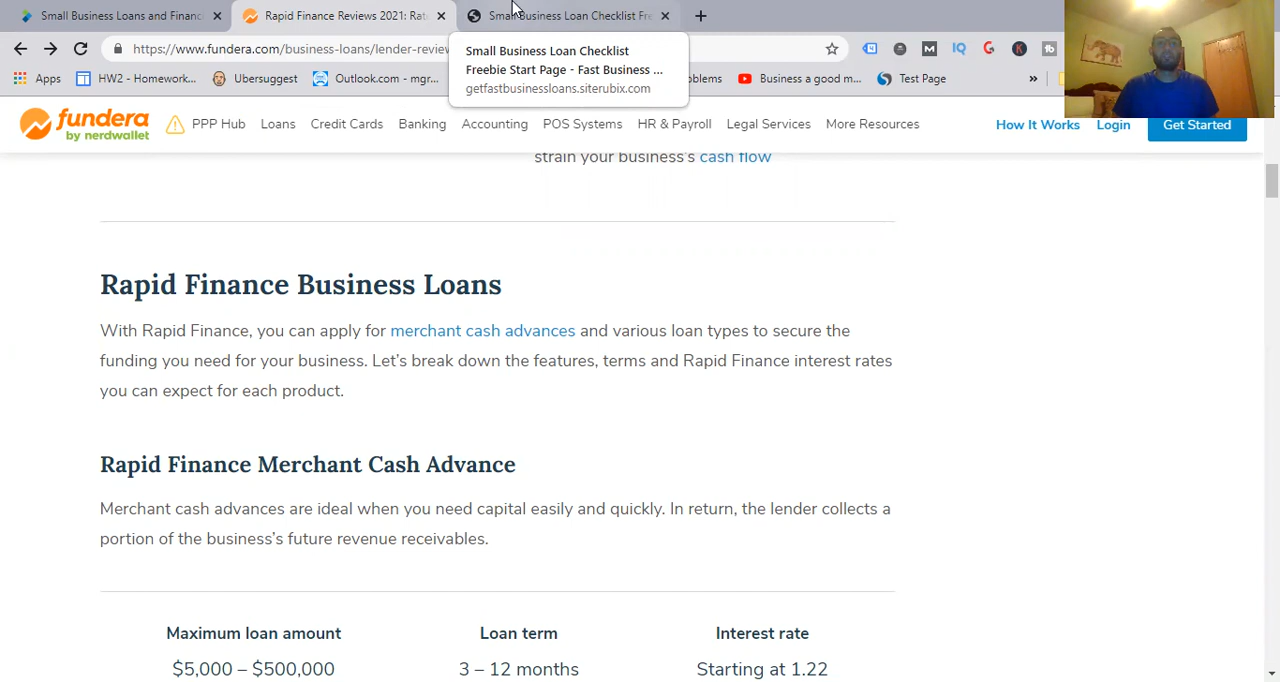 Small Business Loans and Financ
Rapid Finance Reviews 2021: Rat
Small Business Loan Checklist Fre
https://www.fundera.com/business-loans/lender-review
Small Business Loan Checklist
Freebie Start Page - Fast Business ...
getfastbusinessloans.siterubix.com
Apps
HW2 - Homework...
Ubersuggest
Outlook.com - mgr...
oblems
Business a good m...
Test Page
»
fundera
by nerdwallet
PPP Hub
Loans
Credit Cards
Banking
Accounting
POS Systems
HR & Payroll
Legal Services
More Resources
How It Works
Login
Get Started
strain your business's cash flow
Rapid Finance Business Loans
With Rapid Finance, you can apply for merchant cash advances and various loan types to secure the
funding you need for your business. Let's break down the features, terms and Rapid Finance interest rates
you can expect for each product.
Rapid Finance Merchant Cash Advance
Merchant cash advances are ideal when you need capital easily and quickly. In return, the lender collects a
portion of the business's future revenue receivables.
Maximum loan amount
Loan term
Interest rate
$5,000 – $500,000
3 – 12 months
Starting at 1.22